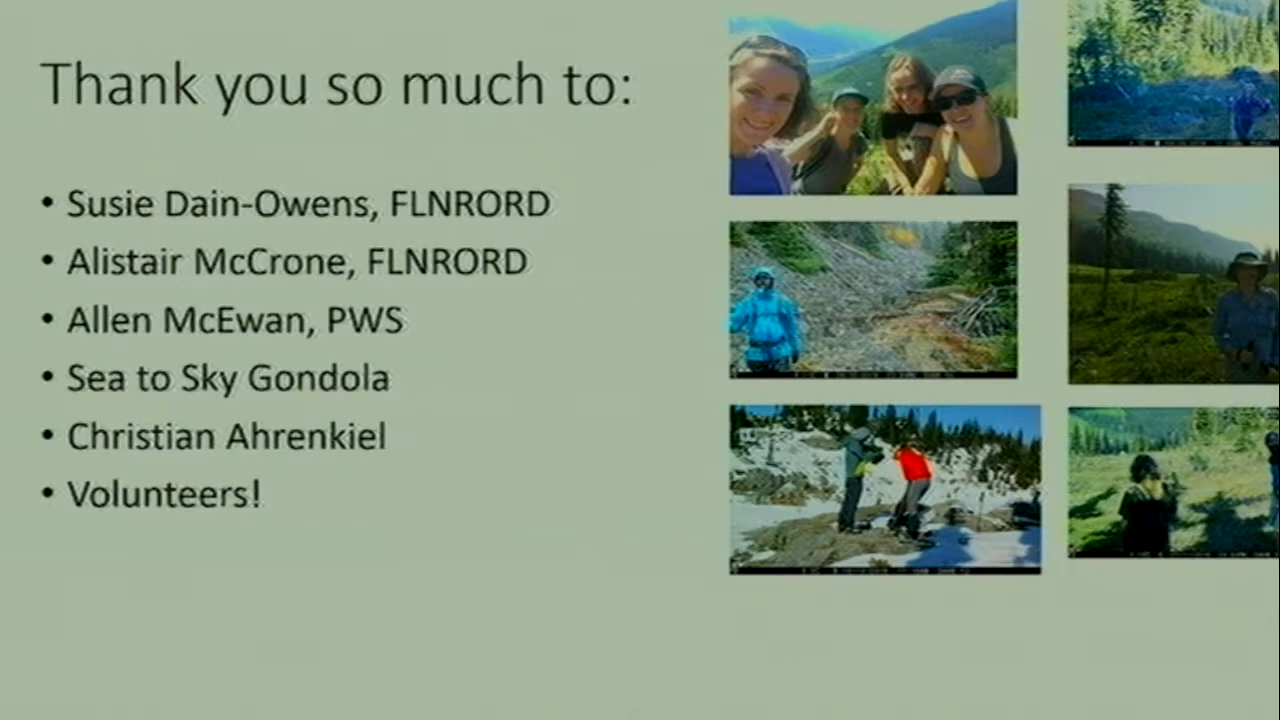 Thank you so much to:
• Susie Dain-Owens, FLNRORD
• Alistair McCrone, FLNRORD
• Allen McEwan, PWS
• Sea to Sky Gondola
• Christian Ahrenkiel
• Volunteers!